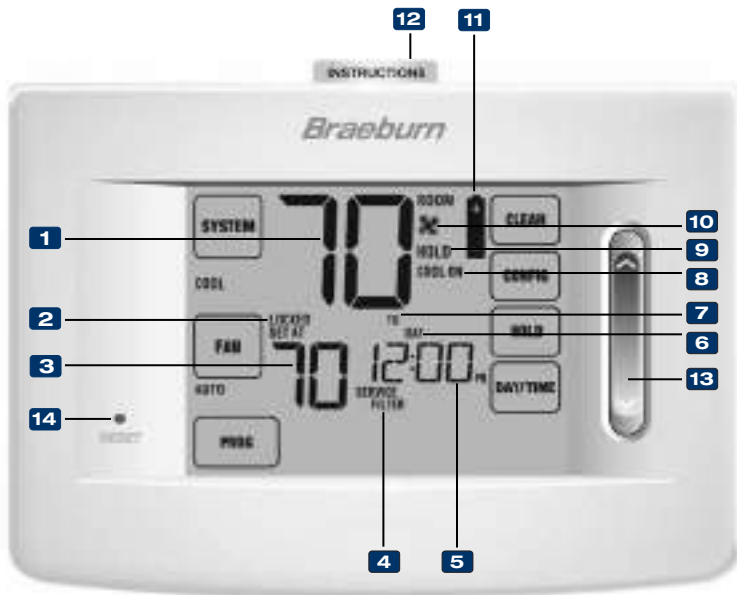 12
11
INSTRUCTIONS
Braeburn
1
SYSTEM
70
ROOM
CLEAR
10
HOLD
9
COOL ON
8
COOL
CONFIG
2
LOCKED
TU
7
SET AT
DAY
6
FAN
HOLD
3
70
12:00
PM
13
AUTO
SERVICE
DAY/TIME
FILTER
14
RESET
PROG
4
5